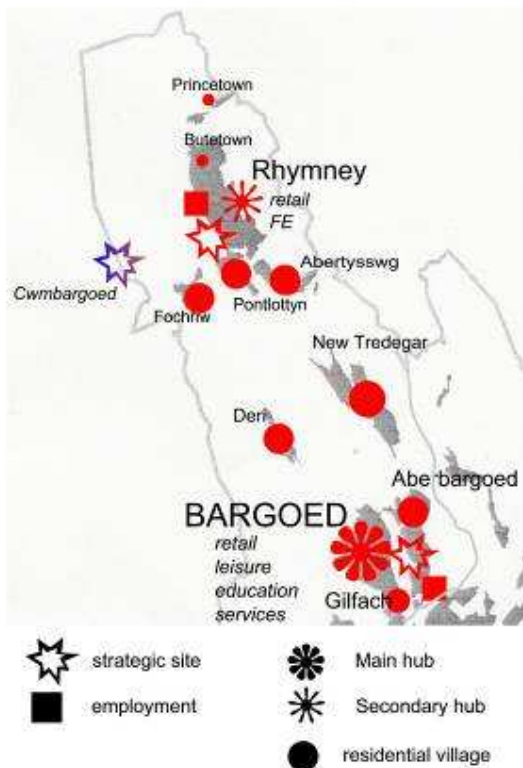 Princetown
Butetown
Rhymney
retail
FE
Cwmbargoed
Abertysswg
Pontlottyn
Fochriw
New Tredegar
Deri
Abe bargoed
BARGOED
retail
leisure
education
services
Gilfach
strategic site
Main hub
employment
Secondary hub
residential village